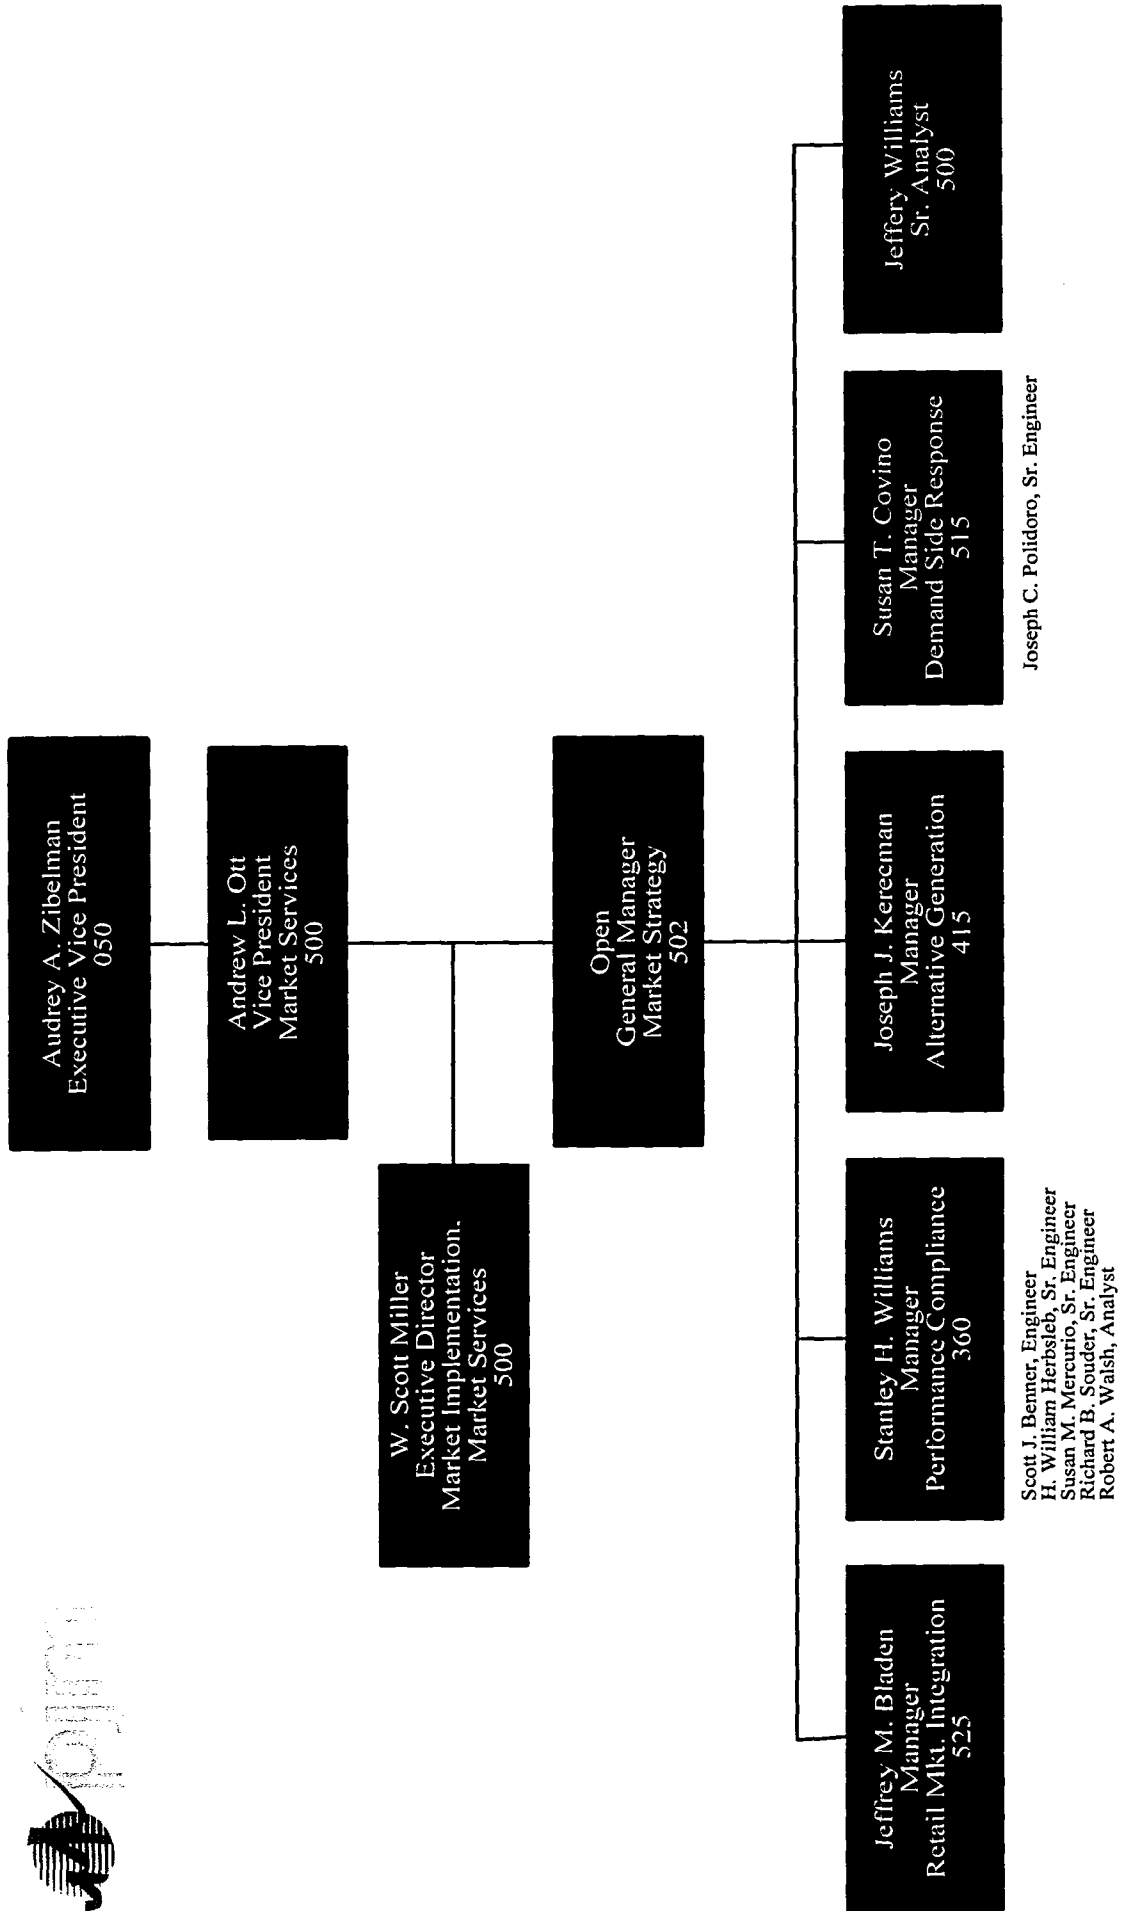 pjm
Audrey A. Zibelman
Executive Vice President
050
Andrew L. Ott
Vice President
Market Services
500
W. Scott Miller
Executive Director
Market Implementation.
Market Services
500
Open
General Manager
Market Strategy
502
Jeffrey M. Bladen
Manager
Retail Mkt. Integration
525
Stanley H. Williams
Manager
Performance Compliance
360
Scott J. Benner, Engineer
H. William Herbsleb, Sr. Engineer
Susan M. Mercurio, Sr. Engineer
Richard B. Souder, Sr. Engineer
Robert A. Walsh, Analyst
Joseph J. Kerecman
Manager
Alternative Generation
415
Susan T. Covino
Manager
Demand Side Response
515
Joseph C. Polidoro, Sr. Engineer
Jeffery Williams
Sr. Analyst
500